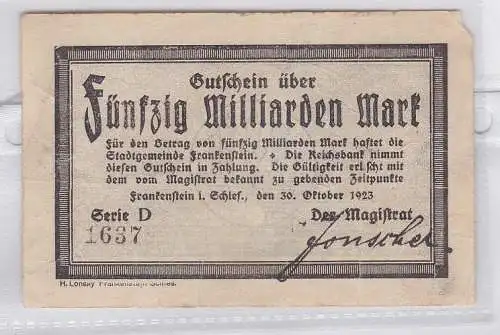 Gutschein über
Fünfzig Milliarden Mark
Für den Betrag von fünfzig Milliarden Mark haftet die
Stadtgemeinde Frankenstein. Die Reichsbank nimmt
diesen Gutschein in Zahlung. Die Gültigkeit erlischt mit
dem vom Magistrat bekannt zu gebenden Zeitpunkte
Frankenstein i. Schles., den 30. Oktober 1923
Serie D
Der Magistrat
1637
Jonscher.
H. Lonsky Frankenstein Schles.